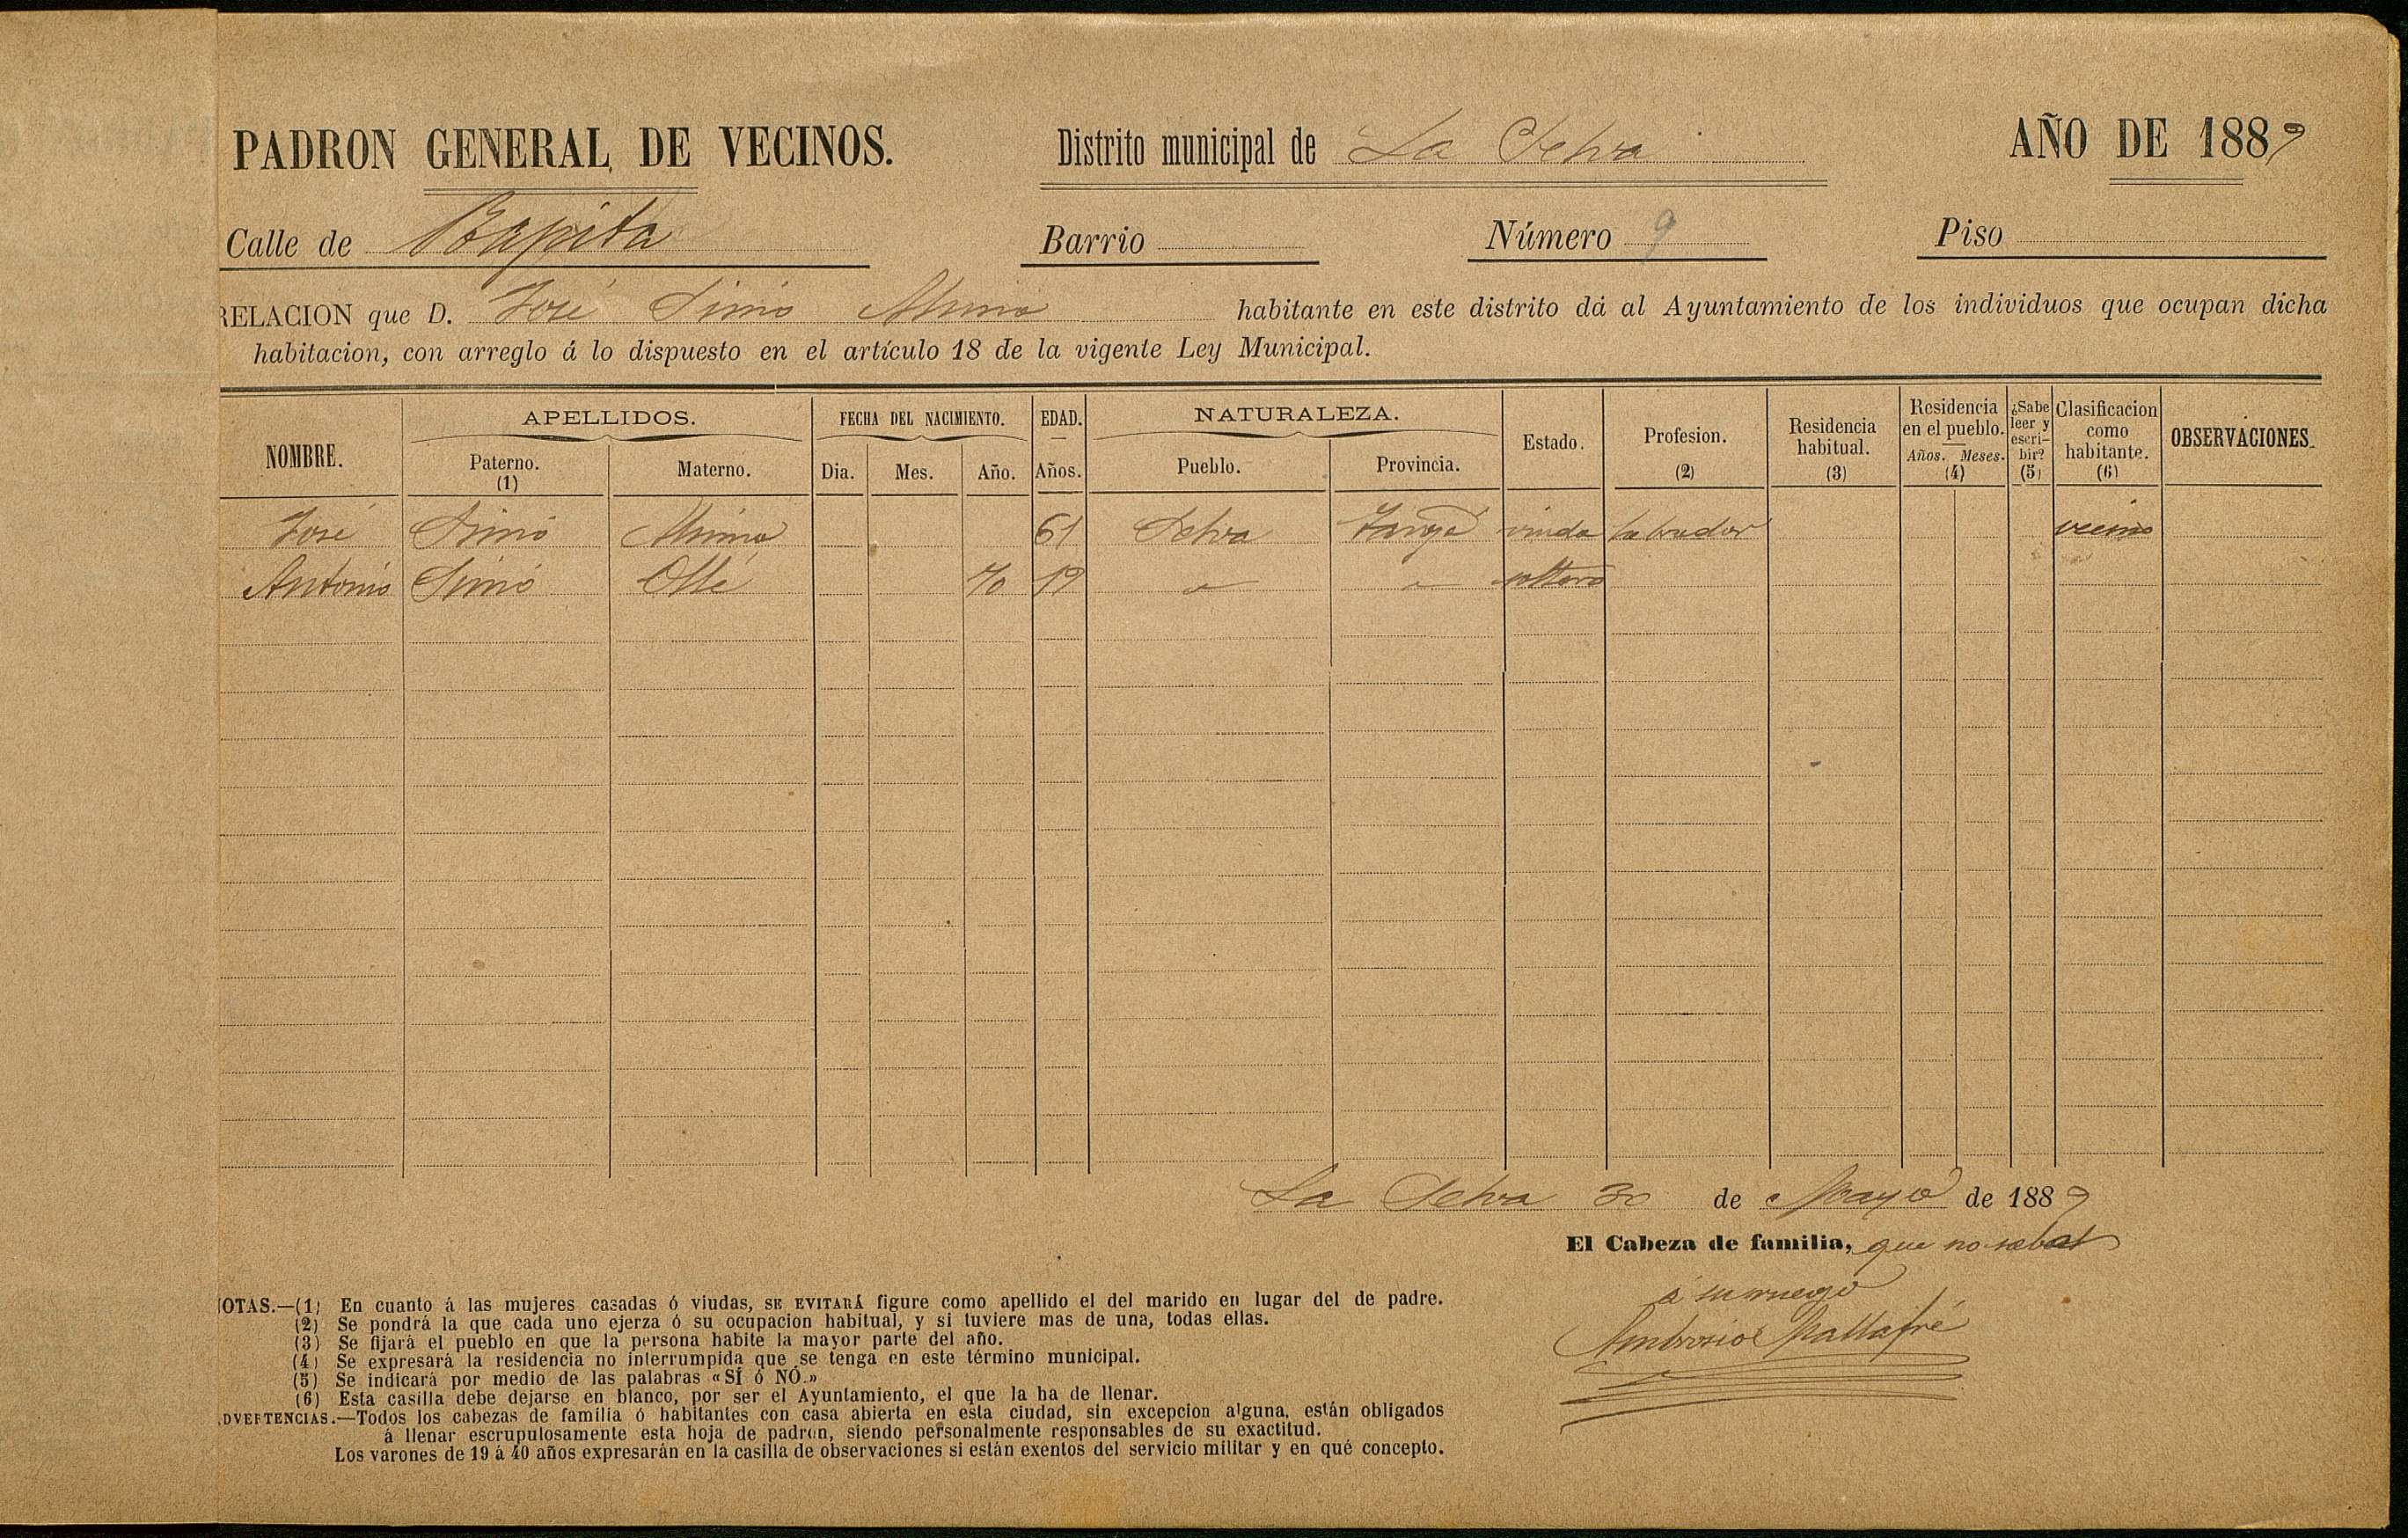 PADRON GENERAL DE VECINOS. Distrito municipal de La Selva AÑO DE 1889
Calle de Rapita Barrio Número 9 Piso
RELACION que D. José Simó habitante en este distrito dá al Ayuntamiento de los individuos que ocupan dicha
habitacion, con arreglo á lo dispuesto en el artículo 18 de la vigente Ley Municipal.
NOMBRE. APELLIDOS. Paterno. (1) Materno. FECHA DEL NACIMIENTO. Dia. Mes. Año. EDAD. Años. NATURALEZA. Pueblo. Provincia. Estado. Profesion. (2) Residencia habitual. (3) Residencia en el pueblo. Años. Meses. (4) ¿Sabe leer y escri-bir? (5) Clasificacion como habitante. (6) OBSERVACIONES.
José Simó 61 Selva Tarragª viudo labrador vecino
Antonio Simó Ollé 70 19 " " soltero
La Selva 30 de Mayo de 1889
El Cabeza de familia, que no sabe
á su ruego
Ambrosio Mallafré
NOTAS.—(1) En cuanto á las mujeres casadas ó viudas, SE EVITARÁ figure como apellido el del marido en lugar del de padre.
(2) Se pondrá la que cada uno ejerza ó su ocupacion habitual, y si tuviere mas de una, todas ellas.
(3) Se fijará el pueblo en que la persona habite la mayor parte del año.
(4) Se expresará la residencia no interrumpida que se tenga en este término municipal.
(5) Se indicará por medio de las palabras «SÍ ó NÓ.»
(6) Esta casilla debe dejarse en blanco, por ser el Ayuntamiento, el que la ha de llenar.
ADVERTENCIAS.—Todos los cabezas de familia ó habitantes con casa abierta en esta ciudad, sin excepcion alguna, están obligados
á llenar escrupulosamente esta hoja de padron, siendo personalmente responsables de su exactitud.
Los varones de 19 á 40 años expresarán en la casilla de observaciones si están exentos del servicio militar y en qué concepto.